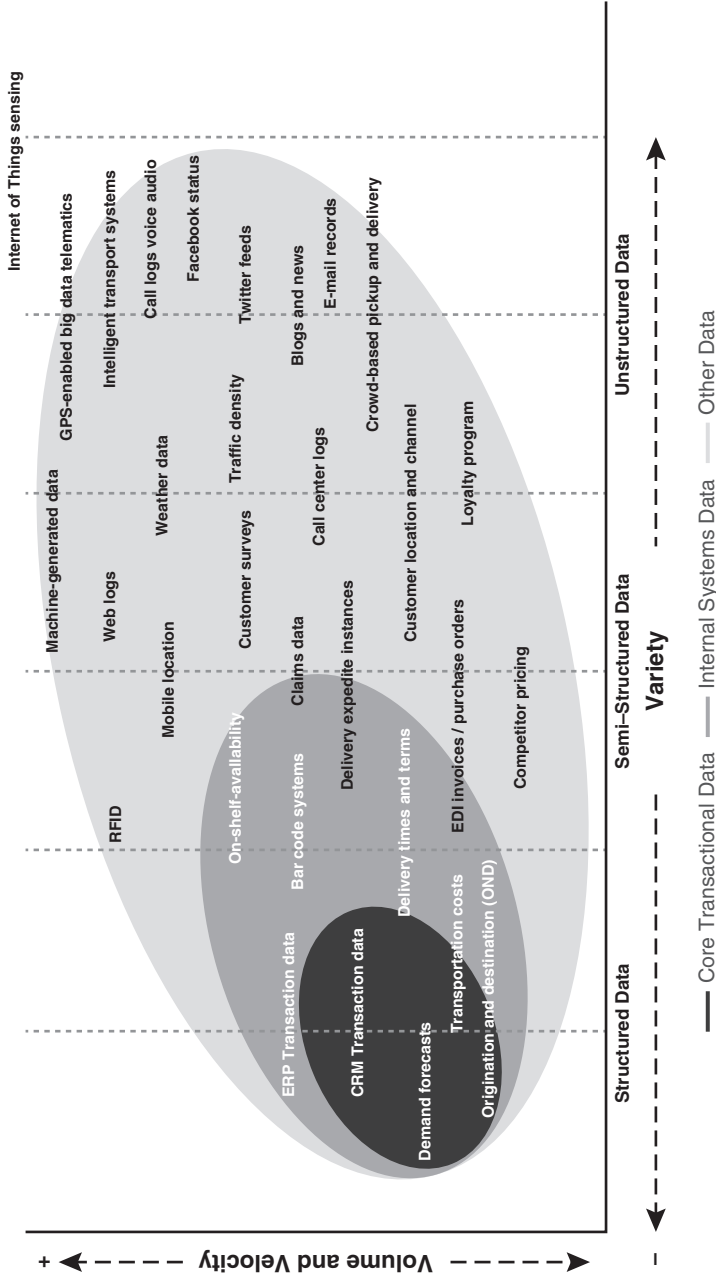 Internet of Things sensing
GPS-enabled big data telematics
Machine-generated data
Intelligent transport systems
Web logs
RFID
Call logs voice audio
Weather data
Mobile location
Facebook status
Twitter feeds
Traffic density
Customer surveys
On-shelf-avallability
Blogs and news
Claims data
Bar code systems
ERP Transaction data
E-mail records
Call center logs
Delivery expedite instances
CRM Transaction data
Crowd-based pickup and delivery
Customer location and channel
Delivery times and terms
Demand forecasts
Loyalty program
EDI invoices / purchase orders
Transportation costs
Origination and destination (OND)
Competitor pricing
+
Volume and Velocity
–
Structured Data
Semi–Structured Data
Unstructured Data
Variety
Core Transactional Data
Internal Systems Data
Other Data